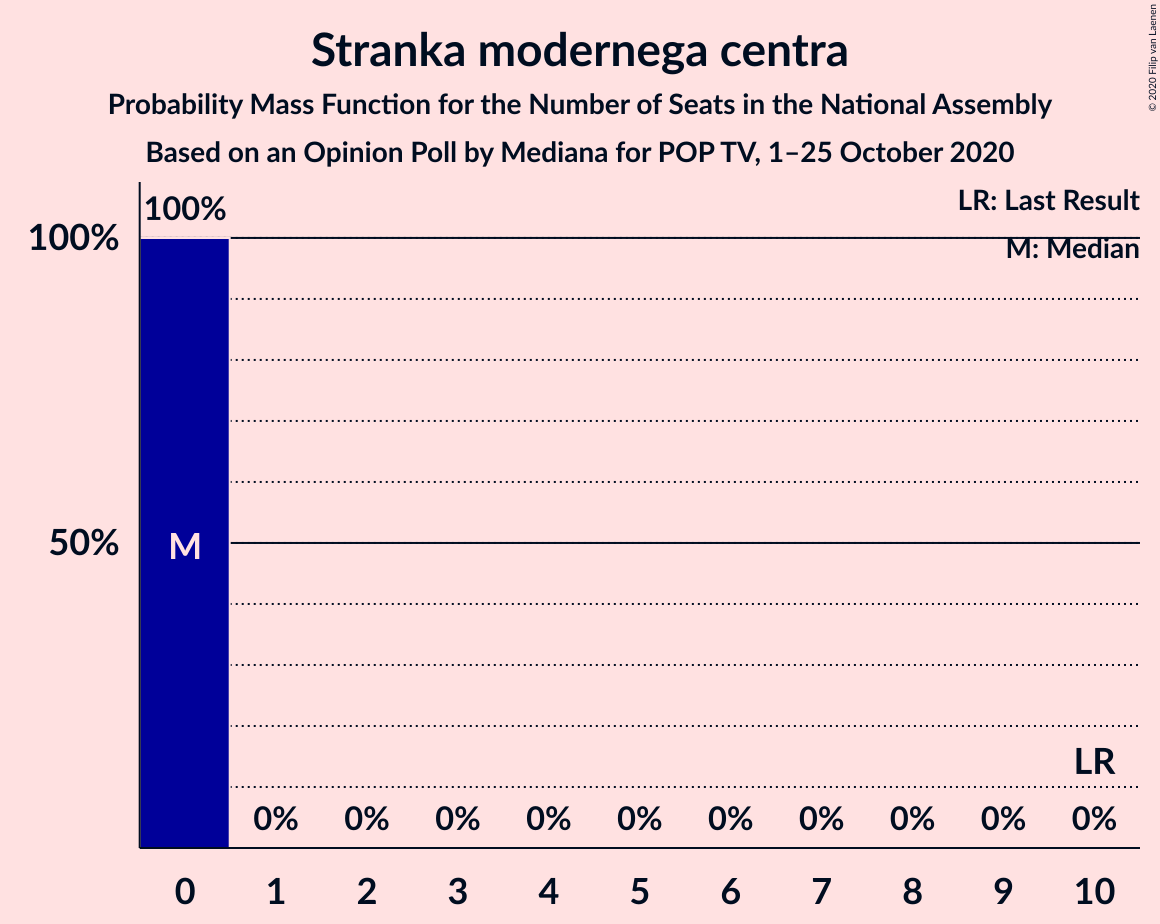 Stranka modernega centra
Probability Mass Function for the Number of Seats in the National Assembly
Based on an Opinion Poll by Mediana for POP TV, 1–25 October 2020
© 2020 Filip van Laenen
LR: Last Result
M: Median
100%
100%
50%
M
LR
0% 0% 0% 0% 0% 0% 0% 0% 0% 0%
0 1 2 3 4 5 6 7 8 9 10